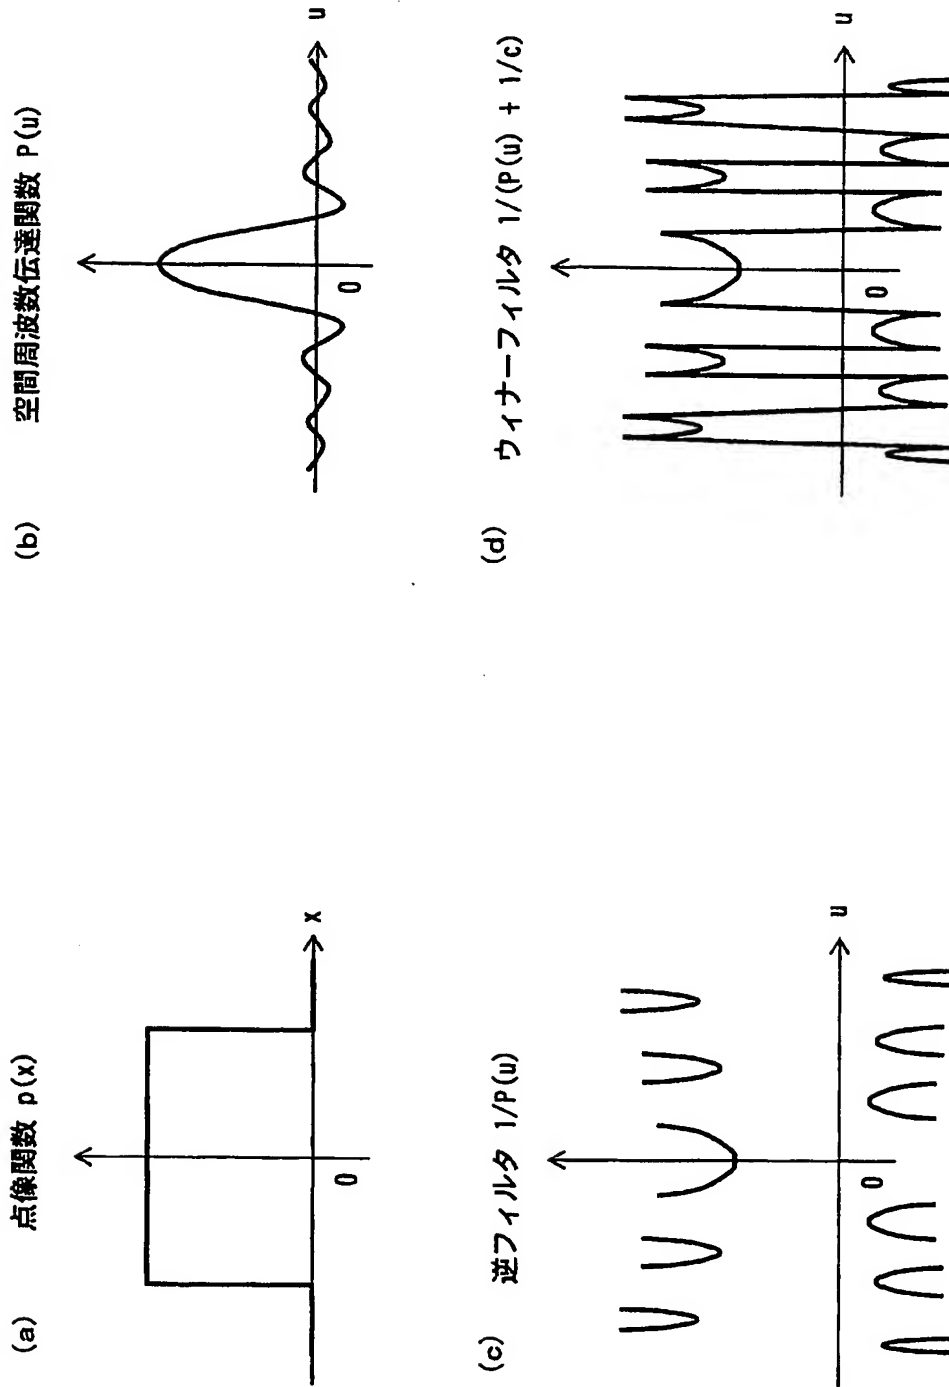 (a) 点像関数 p(x)
x
0
(b) 空間周波数伝達関数 P(u)
u
0
(c) 逆フィルタ 1/P(u)
u
0
(d) ウィナーフィルタ 1/(P(u) + 1/c)
u
0